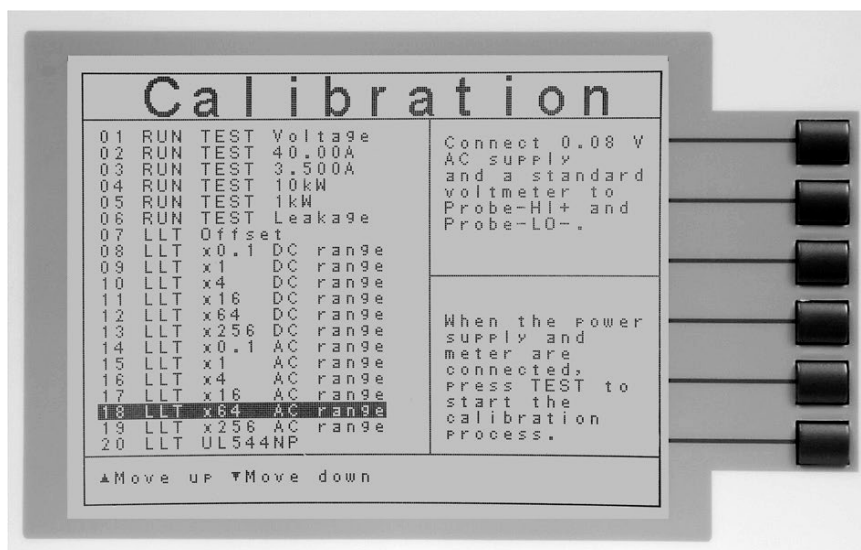 Calibration
01 RUN TEST Voltage
02 RUN TEST 40.00A
03 RUN TEST 3.500A
04 RUN TEST 10kW
05 RUN TEST 1kW
06 RUN TEST Leakage
07 LLT Offset
08 LLT x0.1 DC range
09 LLT x1 DC range
10 LLT x4 DC range
11 LLT x16 DC range
12 LLT x64 DC range
13 LLT x256 DC range
14 LLT x0.1 AC range
15 LLT x1 AC range
16 LLT x4 AC range
17 LLT x16 AC range
18 LLT x64 AC range
19 LLT x256 AC range
20 LLT UL544NP
Connect 0.08 V
AC supply
and a standard
voltmeter to
Probe-HI+ and
Probe-LO-.
When the power
supply and
meter are
connected,
press TEST to
start the
calibration
process.
▲Move up ▼Move down